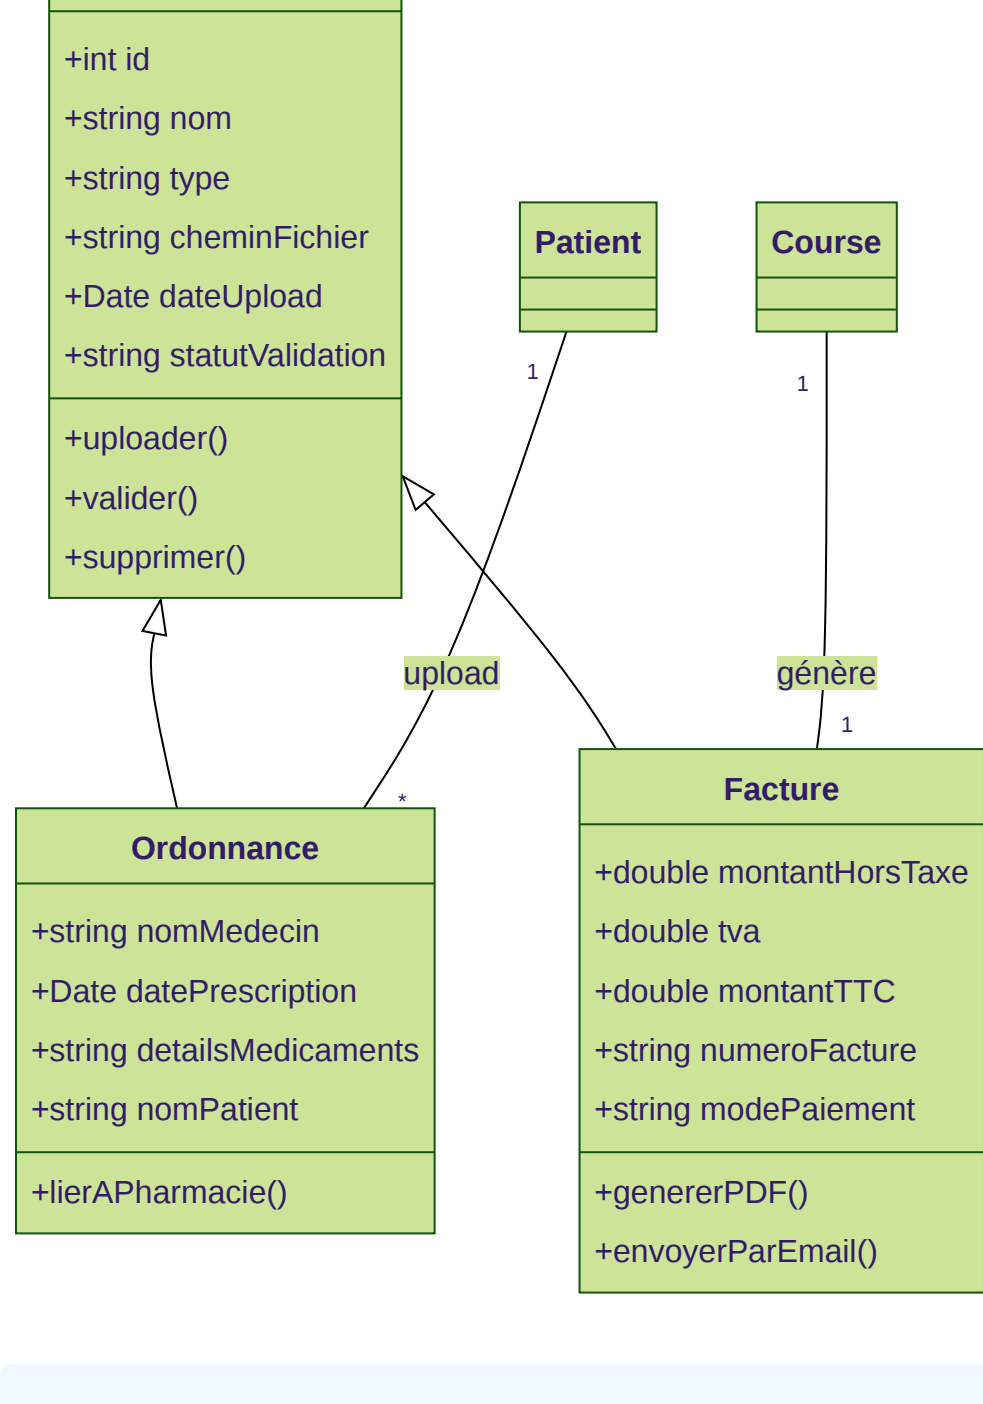 +int id
+string nom
+string type
+string cheminFichier
+Date dateUpload
+string statutValidation
+uploader()
+valider()
+supprimer()
Patient
Course
1
1
upload
génère
1
*
Ordonnance
+string nomMedecin
+Date datePrescription
+string detailsMedicaments
+string nomPatient
+lierAPharmacie()
Facture
+double montantHorsTaxe
+double tva
+double montantTTC
+string numeroFacture
+string modePaiement
+genererPDF()
+envoyerParEmail()